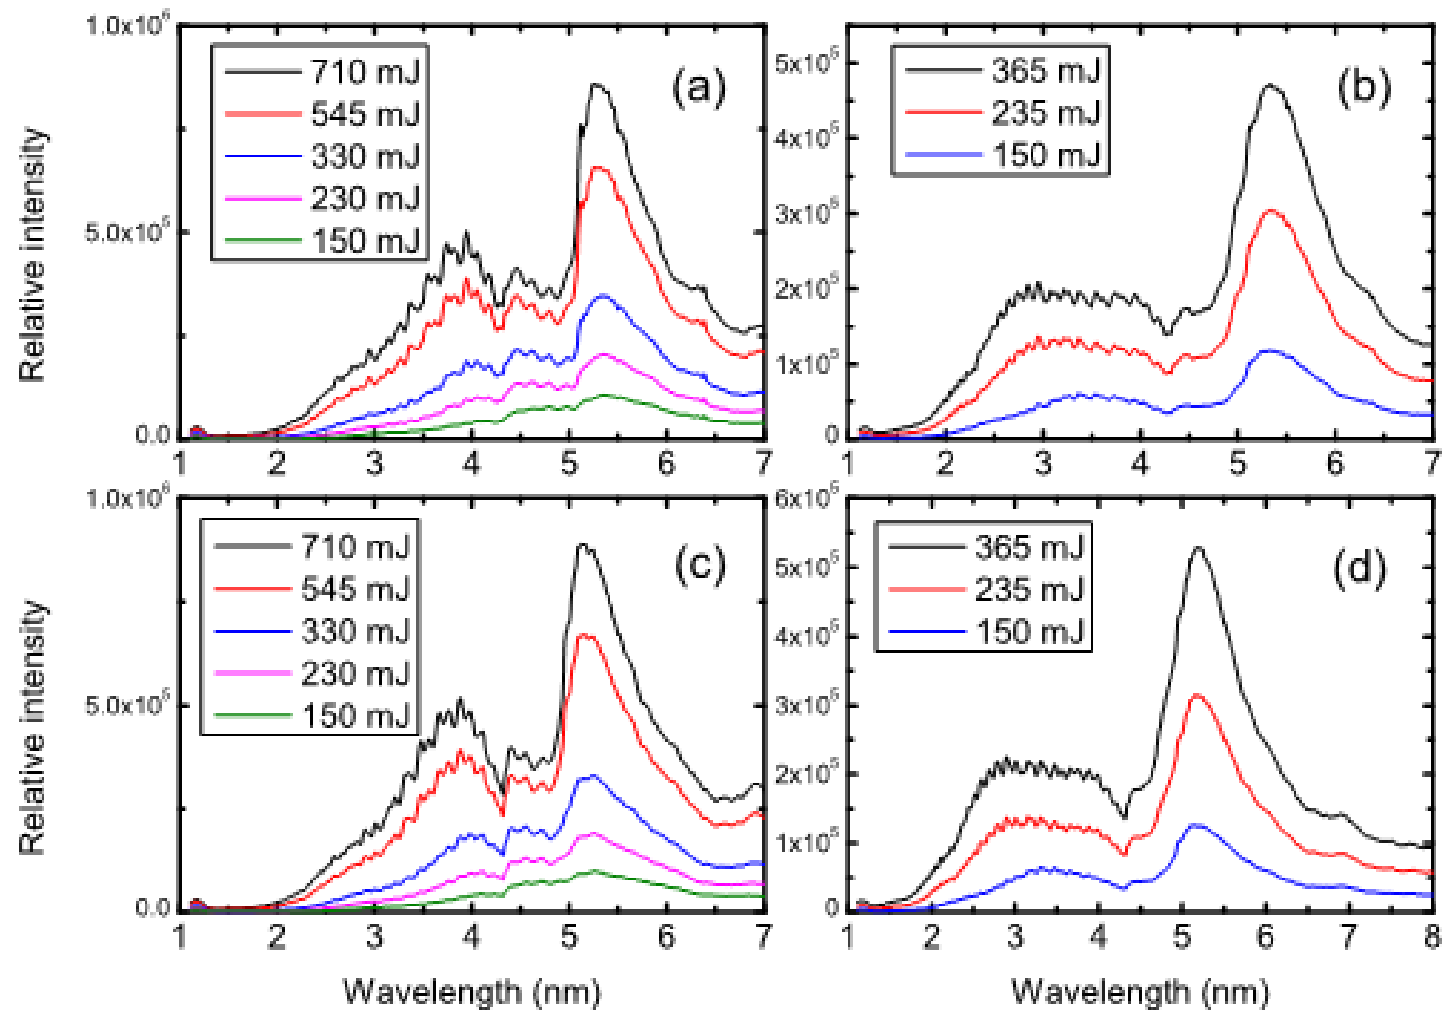 1.0x10⁶
5.0x10⁵
0.0
Relative intensity
710 mJ
545 mJ
330 mJ
230 mJ
150 mJ
(a)
1 2 3 4 5 6 7
5x10⁵
4x10⁵
3x10⁵
2x10⁵
1x10⁵
0
365 mJ
235 mJ
150 mJ
(b)
1 2 3 4 5 6 7
1.0x10⁶
5.0x10⁵
0.0
Relative intensity
710 mJ
545 mJ
330 mJ
230 mJ
150 mJ
(c)
1 2 3 4 5 6 7
Wavelength (nm)
6x10⁵
5x10⁵
4x10⁵
3x10⁵
2x10⁵
1x10⁵
0
365 mJ
235 mJ
150 mJ
(d)
1 2 3 4 5 6 7 8
Wavelength (nm)